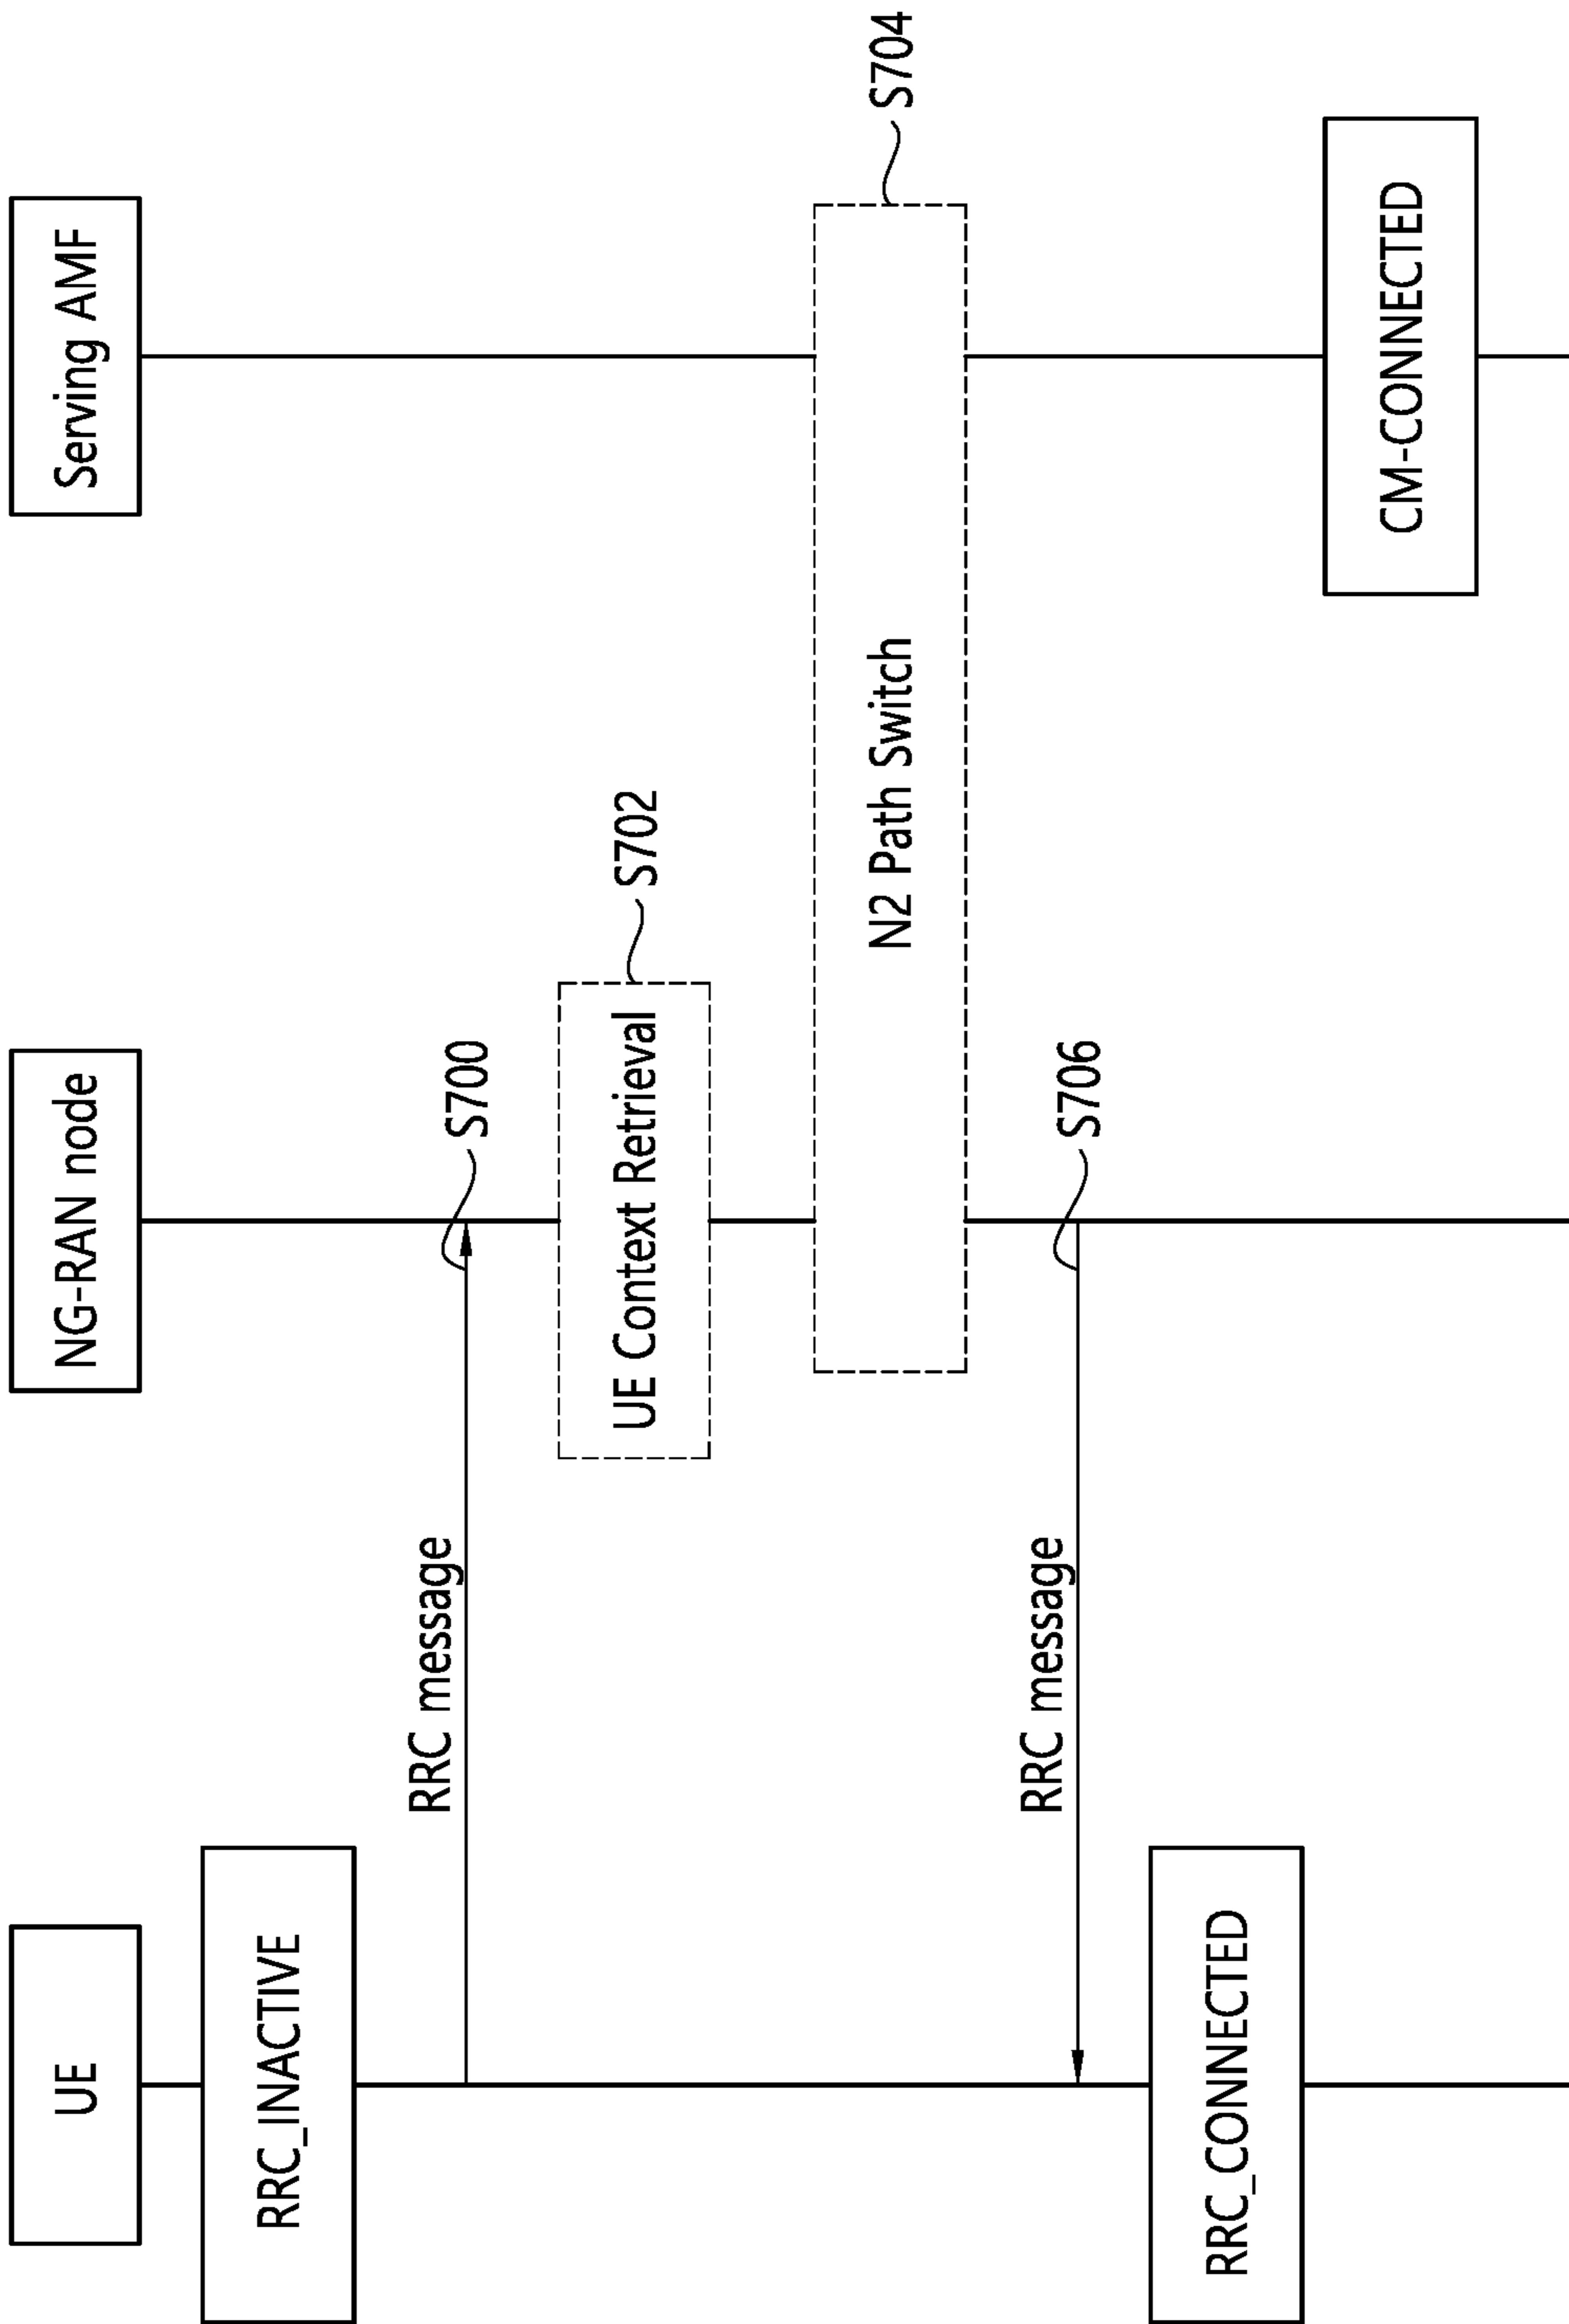 UE
NG-RAN node
Serving AMF
RRC_INACTIVE
RRC message
S700
UE Context Retrieval
S702
N2 Path Switch
S704
RRC message
S706
RRC_CONNECTED
CM-CONNECTED